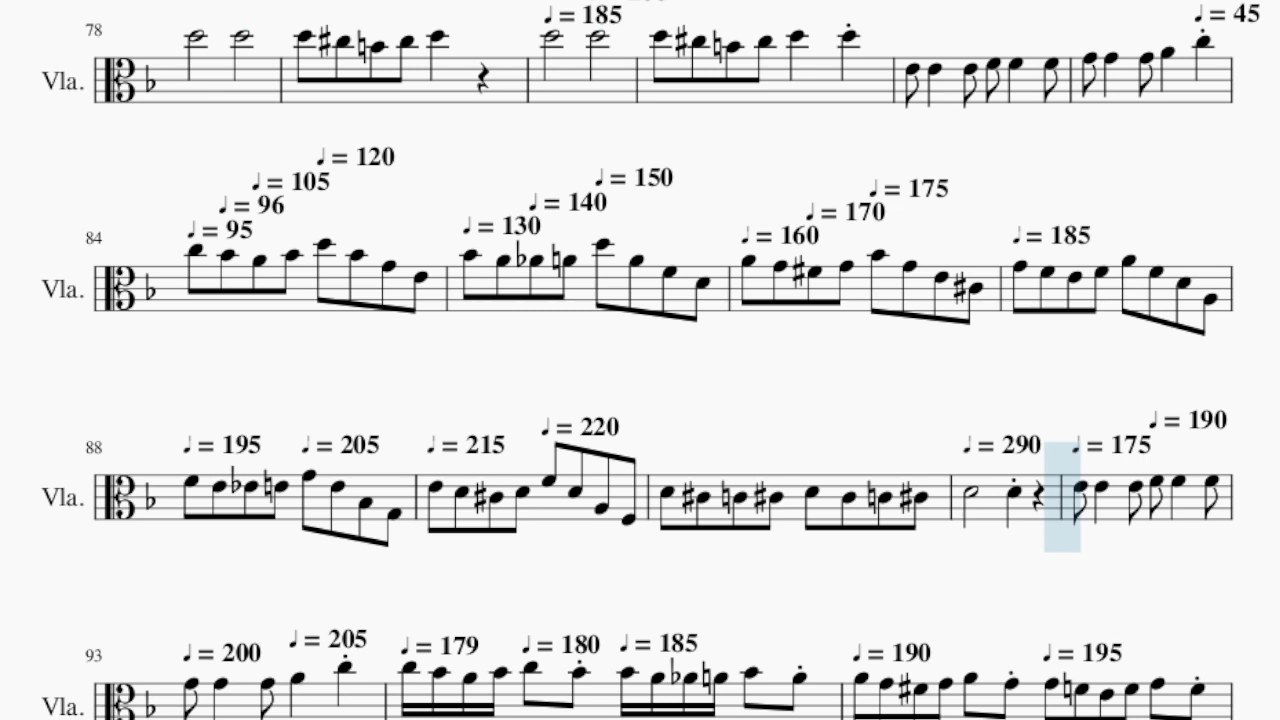 ♩ = 185 ♩ = 45
78
Vla.
♩ = 95 ♩ = 96 ♩ = 105 ♩ = 120 ♩ = 130 ♩ = 140 ♩ = 150 ♩ = 160 ♩ = 170 ♩ = 175 ♩ = 185
84
Vla.
♩ = 195 ♩ = 205 ♩ = 215 ♩ = 220 ♩ = 290 ♩ = 175 ♩ = 190
88
Vla.
♩ = 200 ♩ = 205 ♩ = 179 ♩ = 180 ♩ = 185 ♩ = 190 ♩ = 195
93
Vla.